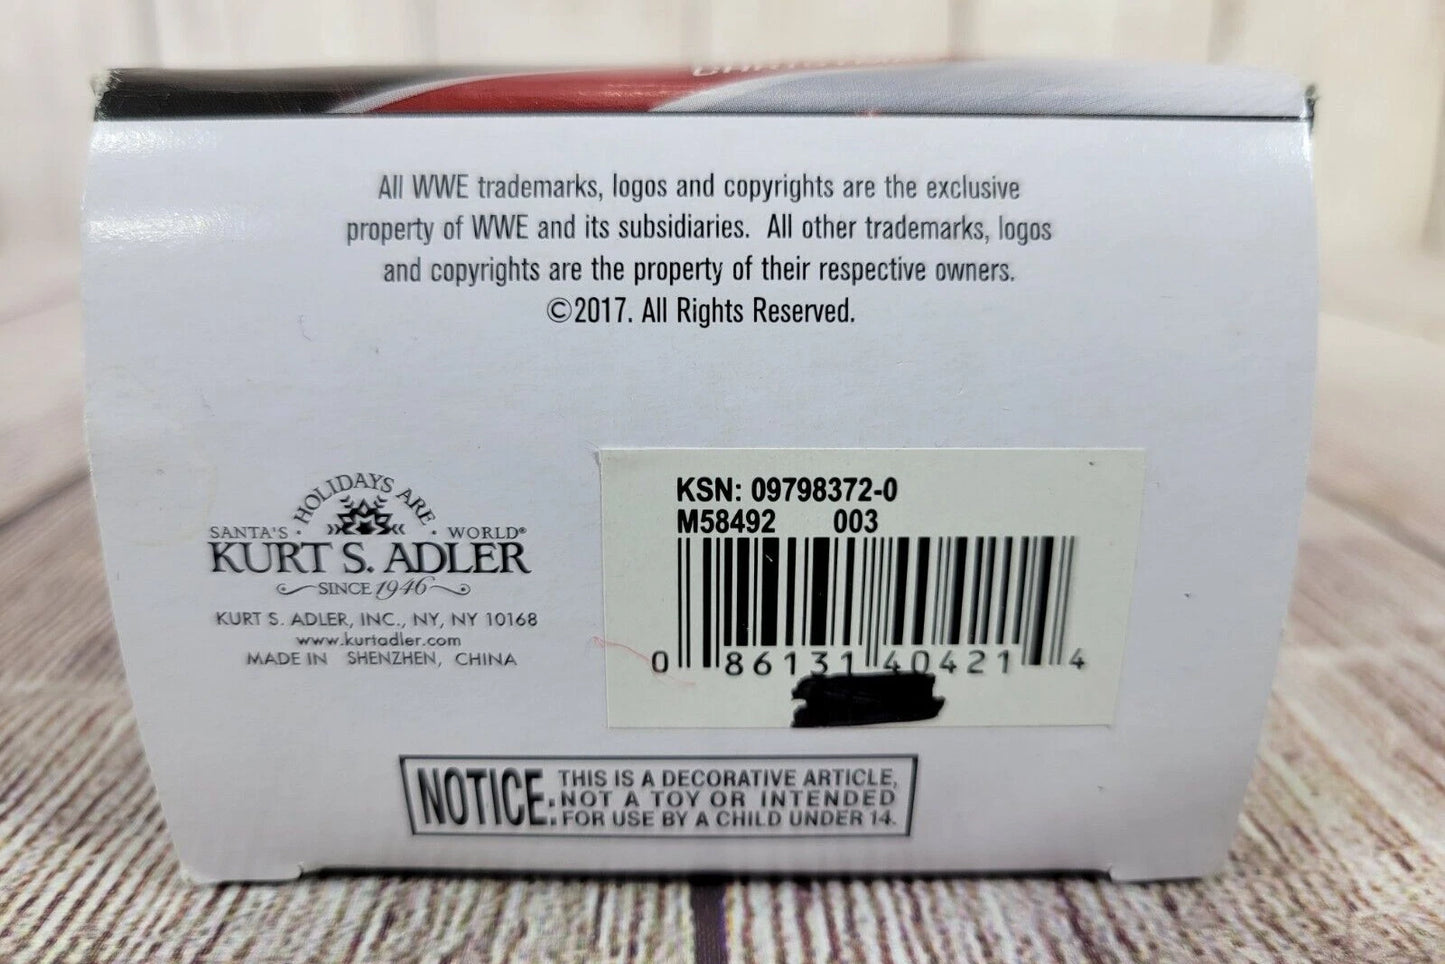 All WWE trademarks, logos and copyrights are the exclusive
property of WWE and its subsidiaries. All other trademarks, logos
and copyrights are the property of their respective owners.
©2017. All Rights Reserved.
HOLIDAYS ARE
SANTA'S · WORLD®
KURT S. ADLER
SINCE 1946
KURT S. ADLER, INC., NY, NY 10168
www.kurtadler.com
MADE IN SHENZHEN, CHINA
KSN: 09798372-0
M58492 003
0 86131 40421 4
NOTICE: THIS IS A DECORATIVE ARTICLE,
NOT A TOY OR INTENDED
FOR USE BY A CHILD UNDER 14.